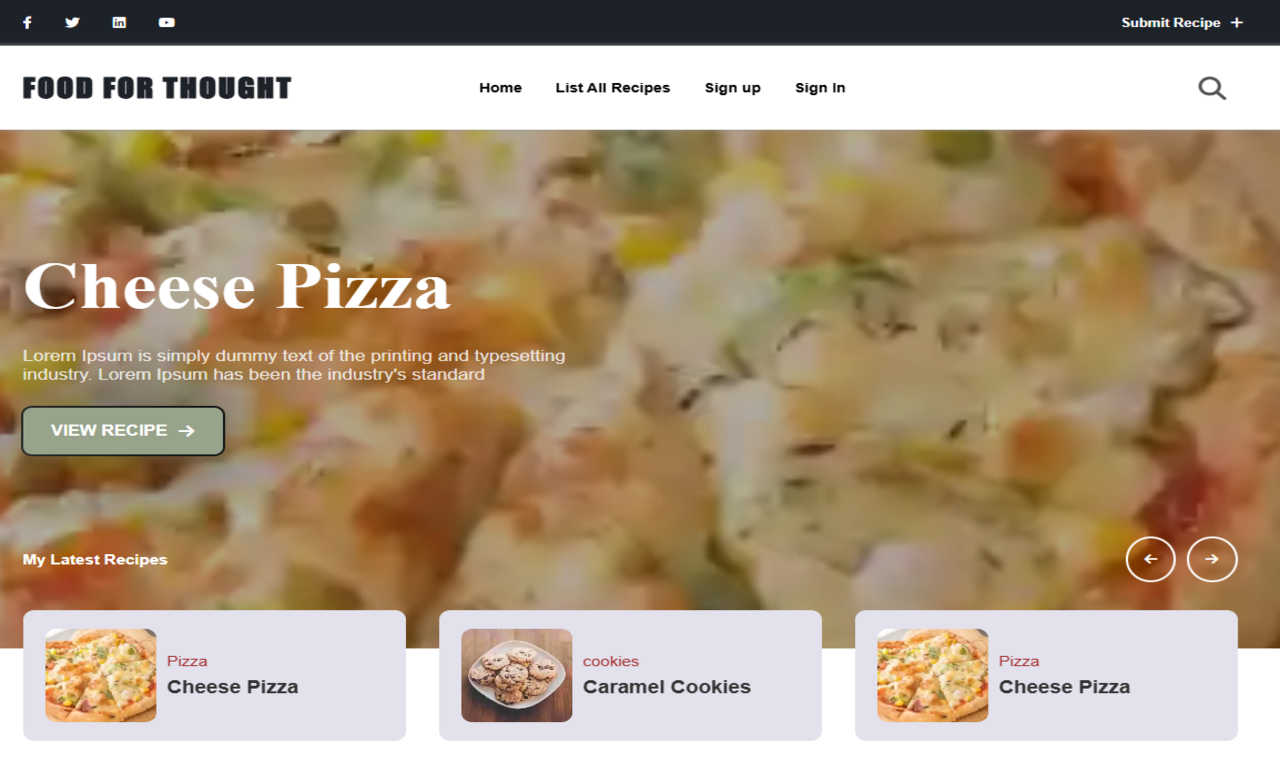 Submit Recipe +
FOOD FOR THOUGHT
Home
List All Recipes
Sign up
Sign In
Cheese Pizza
Lorem Ipsum is simply dummy text of the printing and typesetting
industry. Lorem Ipsum has been the industry's standard
VIEW RECIPE →
My Latest Recipes
Pizza
Cheese Pizza
cookies
Caramel Cookies
Pizza
Cheese Pizza